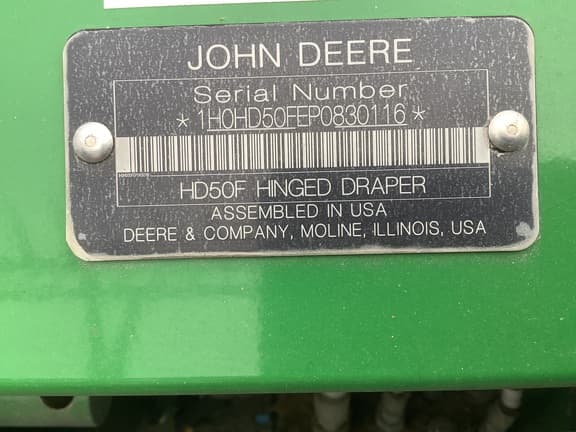 JOHN DEERE
Serial Number
*1H0HD50FEP0830116*
HD50F HINGED DRAPER
ASSEMBLED IN USA
DEERE & COMPANY, MOLINE, ILLINOIS, USA